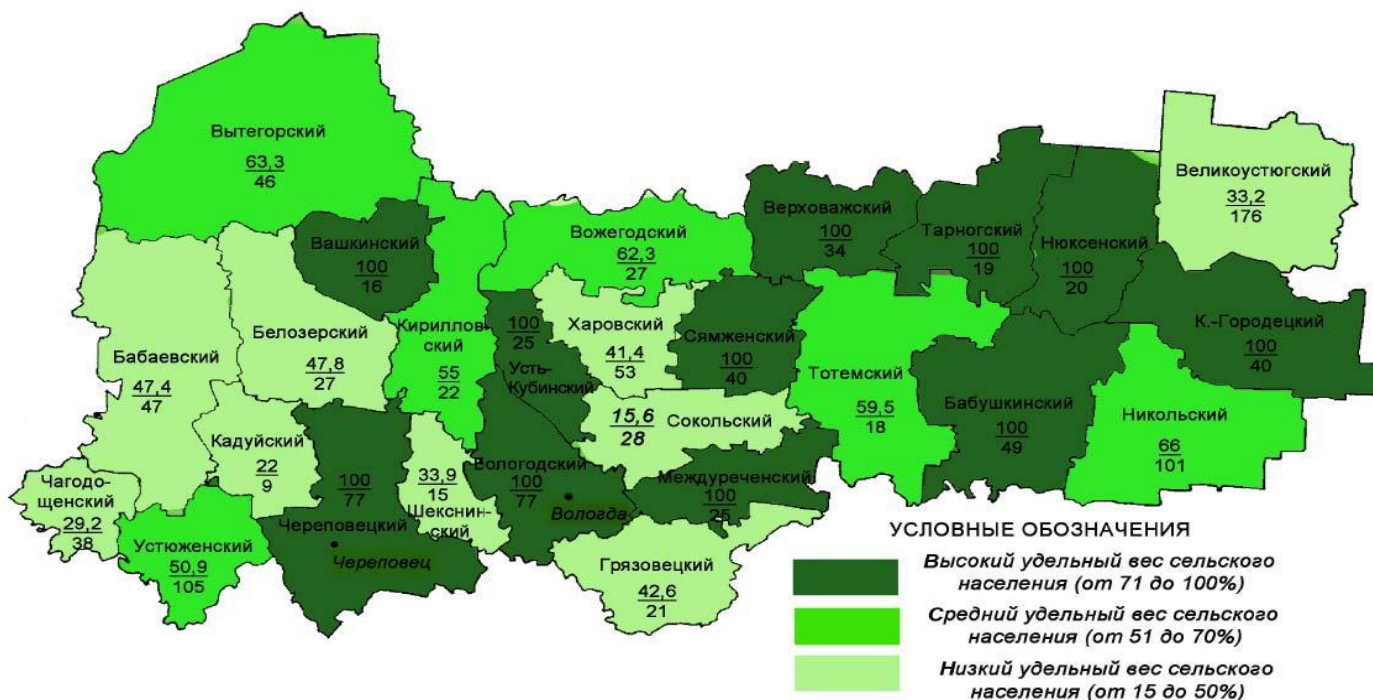 Вытегорский
63,3
46
Великоустюгский
33,2
176
Верховажский
100
34
Тарногский
100
19
Нюксенский
100
20
Вашкинский
100
16
Вожегодский
62,3
27
К.-Городецкий
100
40
Белозерский
47,8
27
Кириллов-
ский
55
22
100
25
Усть-
Кубинский
Харовский
41,4
53
Сямженский
100
40
Бабаевский
47,4
47
Тотемский
59,5
18
Бабушкинский
100
49
Никольский
66
101
15,6
28
Сокольский
Кадуйский
22
9
Чагодо-
щенский
29,2
38
100
77
Череповецкий
Череповец
33,9
15
Шекснин-
ский
Вологодский
100
77
Вологда
Междуреченский
100
25
Устюженский
50,9
105
Грязовецкий
42,6
21
УСЛОВНЫЕ ОБОЗНАЧЕНИЯ
Высокий удельный вес сельского
населения (от 71 до 100%)
Средний удельный вес сельского
населения (от 51 до 70%)
Низкий удельный вес сельского
населения (от 15 до 50%)